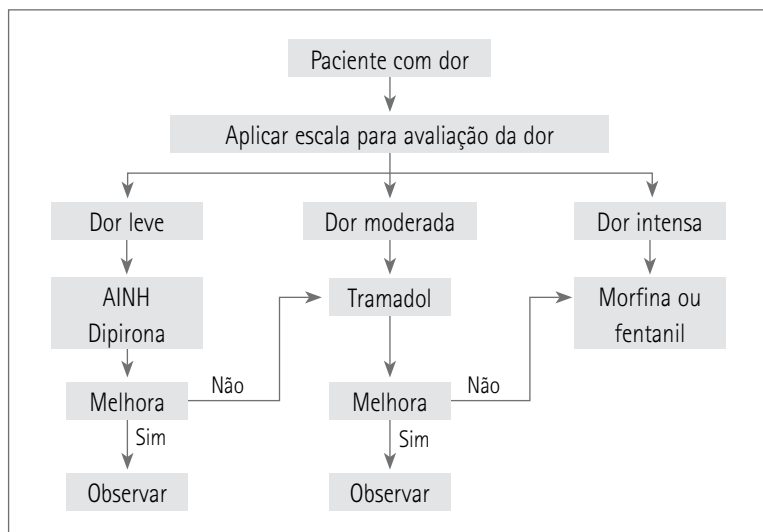 Paciente com dor
Aplicar escala para avaliação da dor
Dor leve
Dor moderada
Dor intensa
AINH
Dipirona
Tramadol
Morfina ou
fentanil
Melhora
Não
Melhora
Não
Sim
Sim
Observar
Observar